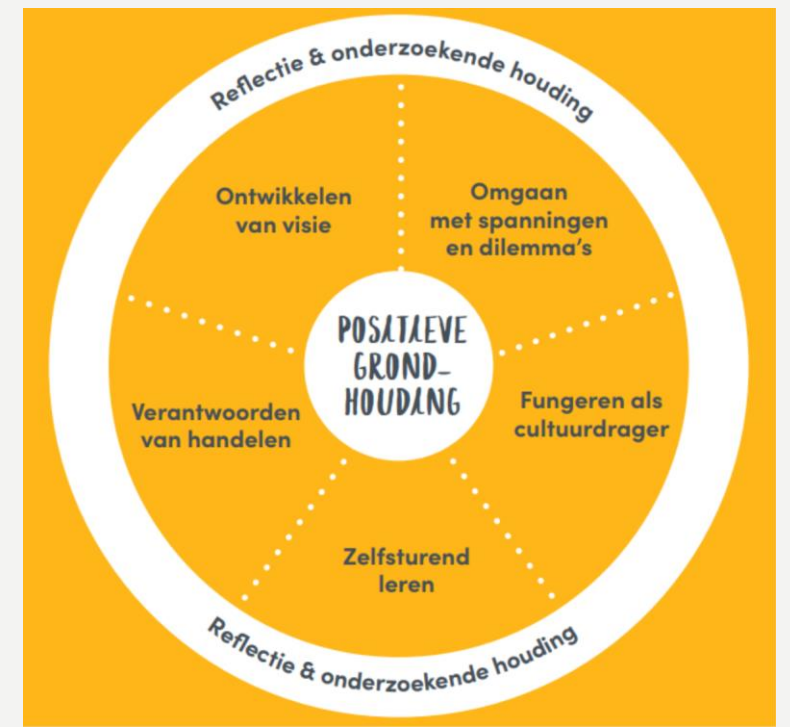 Reflectie & onderzoekende houding
Ontwikkelen
van visie
Omgaan
met spanningen
en dilemma's
POSITIEVE
GROND-
HOUDING
Verantwoorden
van handelen
Fungeren als
cultuurdrager
Zelfsturend
leren
Reflectie & onderzoekende houding